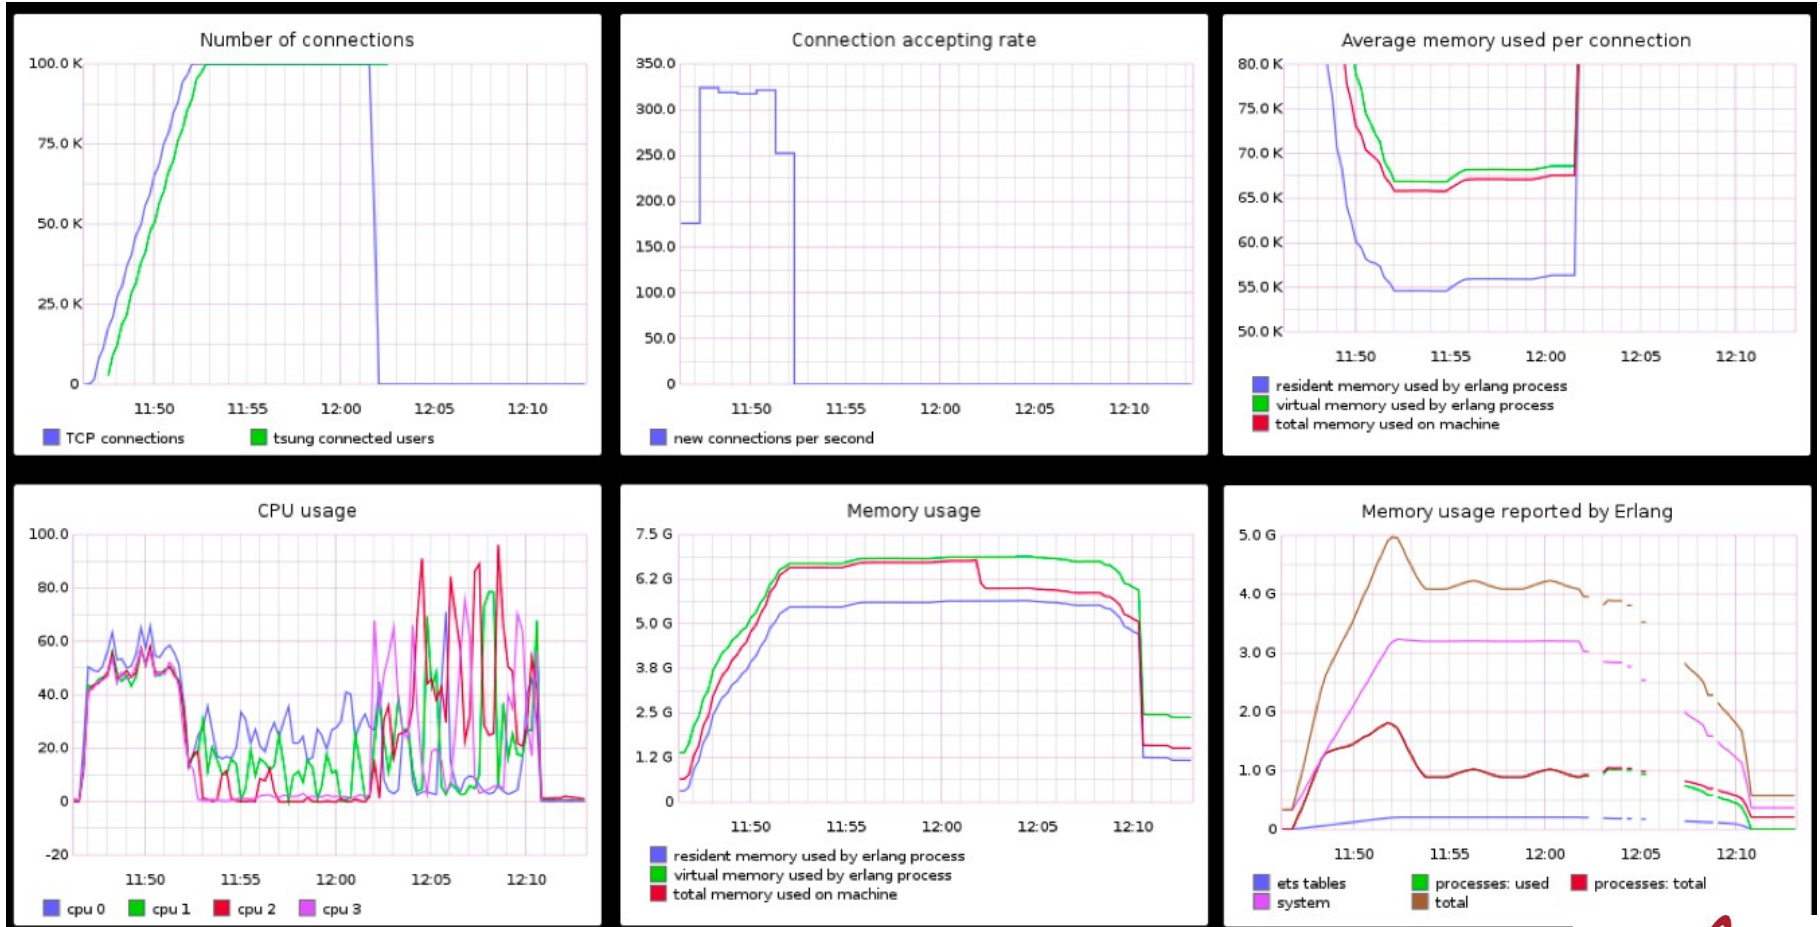 Number of connections
100.0 K
75.0 K
50.0 K
25.0 K
0
11:50 11:55 12:00 12:05 12:10
TCP connections tsung connected users
Connection accepting rate
350.0
300.0
250.0
200.0
150.0
100.0
50.0
0
11:50 11:55 12:00 12:05 12:10
new connections per second
Average memory used per connection
80.0 K
75.0 K
70.0 K
65.0 K
60.0 K
55.0 K
50.0 K
11:50 11:55 12:00 12:05 12:10
resident memory used by erlang process
virtual memory used by erlang process
total memory used on machine
CPU usage
100.0
80.0
60.0
40.0
20.0
0
-20
11:50 11:55 12:00 12:05 12:10
cpu 0 cpu 1 cpu 2 cpu 3
Memory usage
7.5 G
6.2 G
5.0 G
3.8 G
2.5 G
1.2 G
0
11:50 11:55 12:00 12:05 12:10
resident memory used by erlang process
virtual memory used by erlang process
total memory used on machine
Memory usage reported by Erlang
5.0 G
4.0 G
3.0 G
2.0 G
1.0 G
0
11:50 11:55 12:00 12:05 12:10
ets tables processes: used processes: total
system total